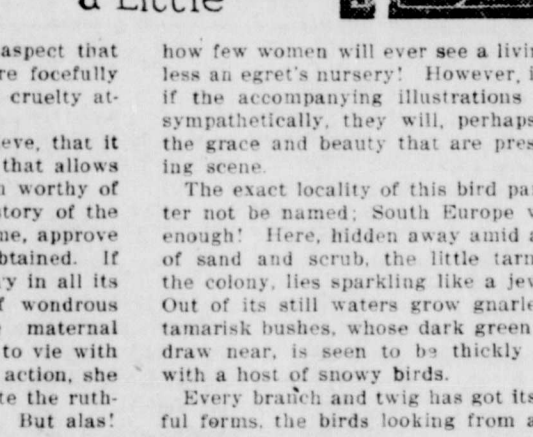 a Little
aspect that
re focefully
cruelty at-
eve, that it
that allows
worthy of
tory of the
ne, approve
btained. If
y in all its
f wondrous
maternal
to vie with
action, she
te the ruth-
But alas!
how few women will ever see a livin
less an egret's nursery! However, i
if the accompanying illustrations
sympathetically, they will, perhaps
the grace and beauty that are pres
ing scene.
The exact locality of this bird pa
ter not be named; South Europe w
enough! Here, hidden away amid a
of sand and scrub, the little tarn
the colony, lies sparkling like a jew
Out of its still waters grow gnarle
tamarisk bushes, whose dark green
draw near, is seen to be thickly
with a host of snowy birds.
Every branch and twig has got its
ful forms, the birds looking from a